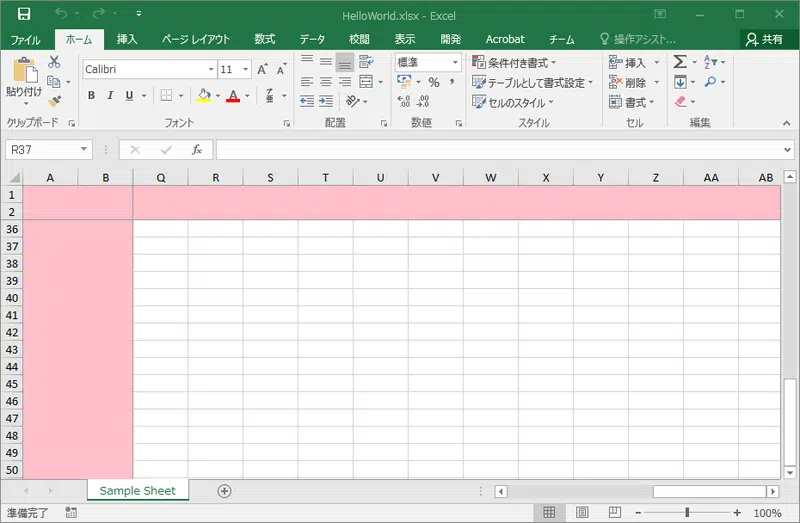 HelloWorld.xlsx - Excel
ファイル ホーム 挿入 ページ レイアウト 数式 データ 校閲 表示 開発 Acrobat チーム 操作アシスト... 共有
貼り付け Calibri 11 A A 標準 条件付き書式 挿入 Σ
B I U A 亜 % , テーブルとして書式設定 削除
セルのスタイル 書式
クリップボード フォント 配置 数値 スタイル セル 編集
R37 fx
A B Q R S T U V W X Y Z AA AB
1
2
36
37
38
39
40
41
42
43
44
45
46
47
48
49
50
Sample Sheet
準備完了 100%